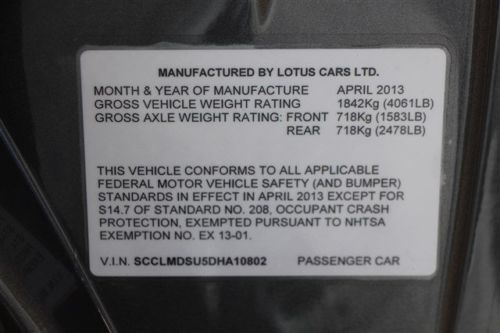 MANUFACTURED BY LOTUS CARS LTD.
MONTH & YEAR OF MANUFACTURE APRIL 2013
GROSS VEHICLE WEIGHT RATING 1842Kg (4061LB)
GROSS AXLE WEIGHT RATING: FRONT 718Kg (1583LB)
REAR 718Kg (2478LB)
THIS VEHICLE CONFORMS TO ALL APPLICABLE
FEDERAL MOTOR VEHICLE SAFETY (AND BUMPER)
STANDARDS IN EFFECT IN APRIL 2013 EXCEPT FOR
S14.7 OF STANDARD NO. 208, OCCUPANT CRASH
PROTECTION, EXEMPTED PURSUANT TO NHTSA
EXEMPTION NO. EX 13-01.
V.I.N. SCCLMDSU5DHA10802 PASSENGER CAR